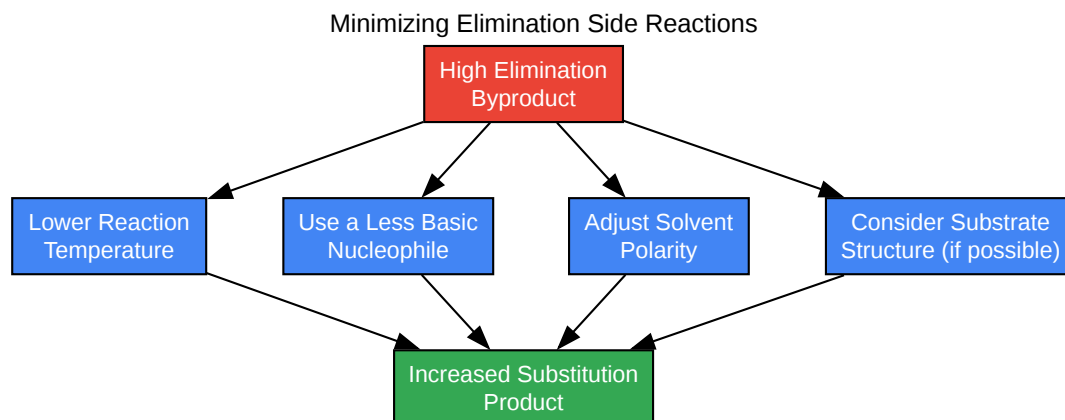 Minimizing Elimination Side Reactions
High Elimination
Byproduct
Lower Reaction
Temperature
Use a Less Basic
Nucleophile
Adjust Solvent
Polarity
Consider Substrate
Structure (if possible)
Increased Substitution
Product